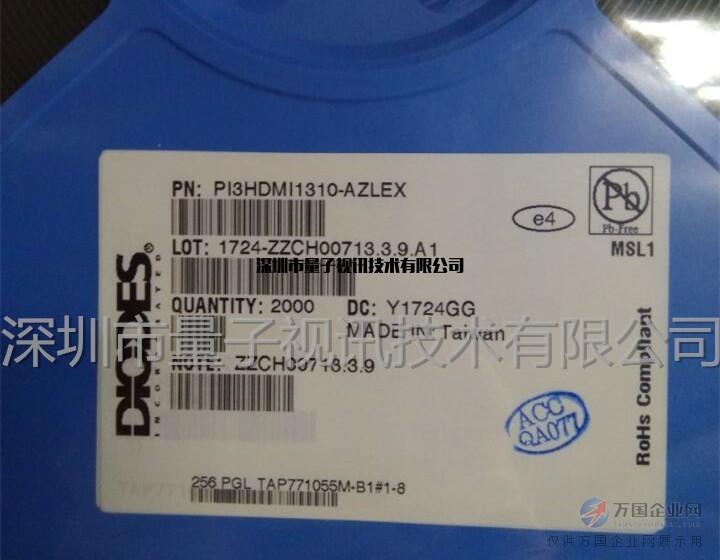 PN: PI3HDMI1310-AZLEX
e4
Pb
Pb-Free
MSL1
LOT: 1724-ZZCH00713.3.9.A1
深圳市量子视讯技术有限公司
QUANTITY: 2000 DC: Y1724GG
MADE IN: Taiwan
深圳市量子视讯技术有限公司
NOTE: ZZCH00713.3.9
DIODES®
INCORPORATED
RoHs Compliant
ACC
QA077
256 PGL TAP771055M-B1#1-8
万国企业网
仅供万国企业网展示用